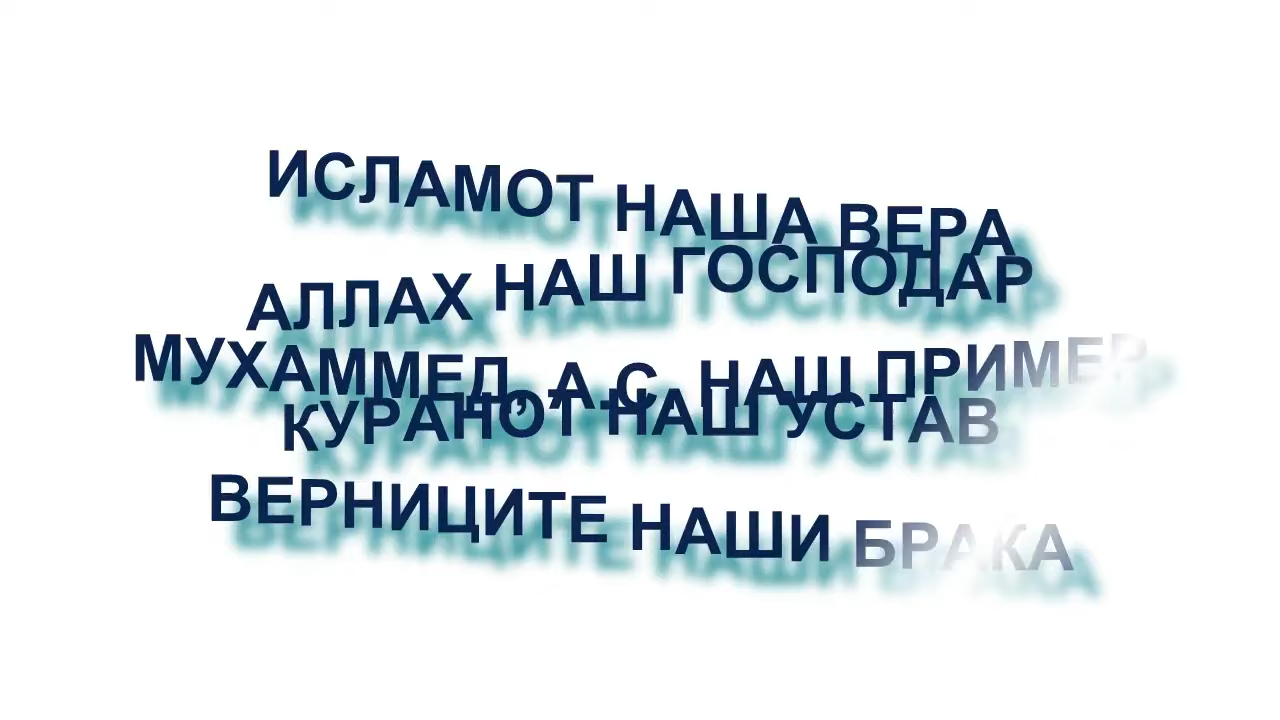 ИСЛАМОТ НАША ВЕРА
АЛЛАХ НАШ ГОСПОДАР
МУХАММЕД, А.С. НАШ ПРИМЕР
КУРАНОТ НАШ УСТАВ
ВЕРНИЦИТЕ НАШИ БРАКА